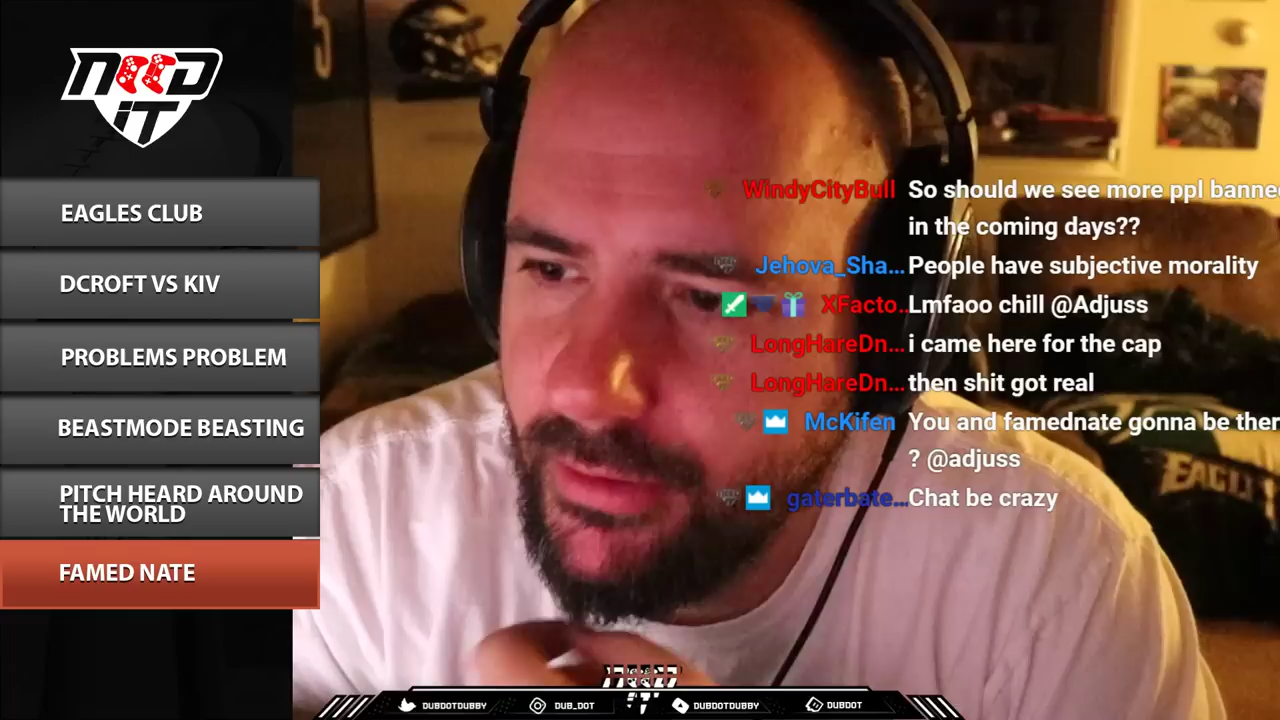 NEED
IT
EAGLES CLUB
DCROFT VS KIV
PROBLEMS PROBLEM
BEASTMODE BEASTING
PITCH HEARD AROUND
THE WORLD
FAMED NATE
WindyCityBull So should we see more ppl banne
in the coming days??
Jehova_Sha... People have subjective morality
XFacto.. Lmfaoo chill @Adjuss
LongHareDn... i came here for the cap
LongHareDn... then shit got real
McKifen You and famednate gonna be ther
? @adjuss
gaterbate... Chat be crazy
EAGLES
IT
DUBDOTDUBBY DUB_DOT DUBDOTDUBBY DUBDOT